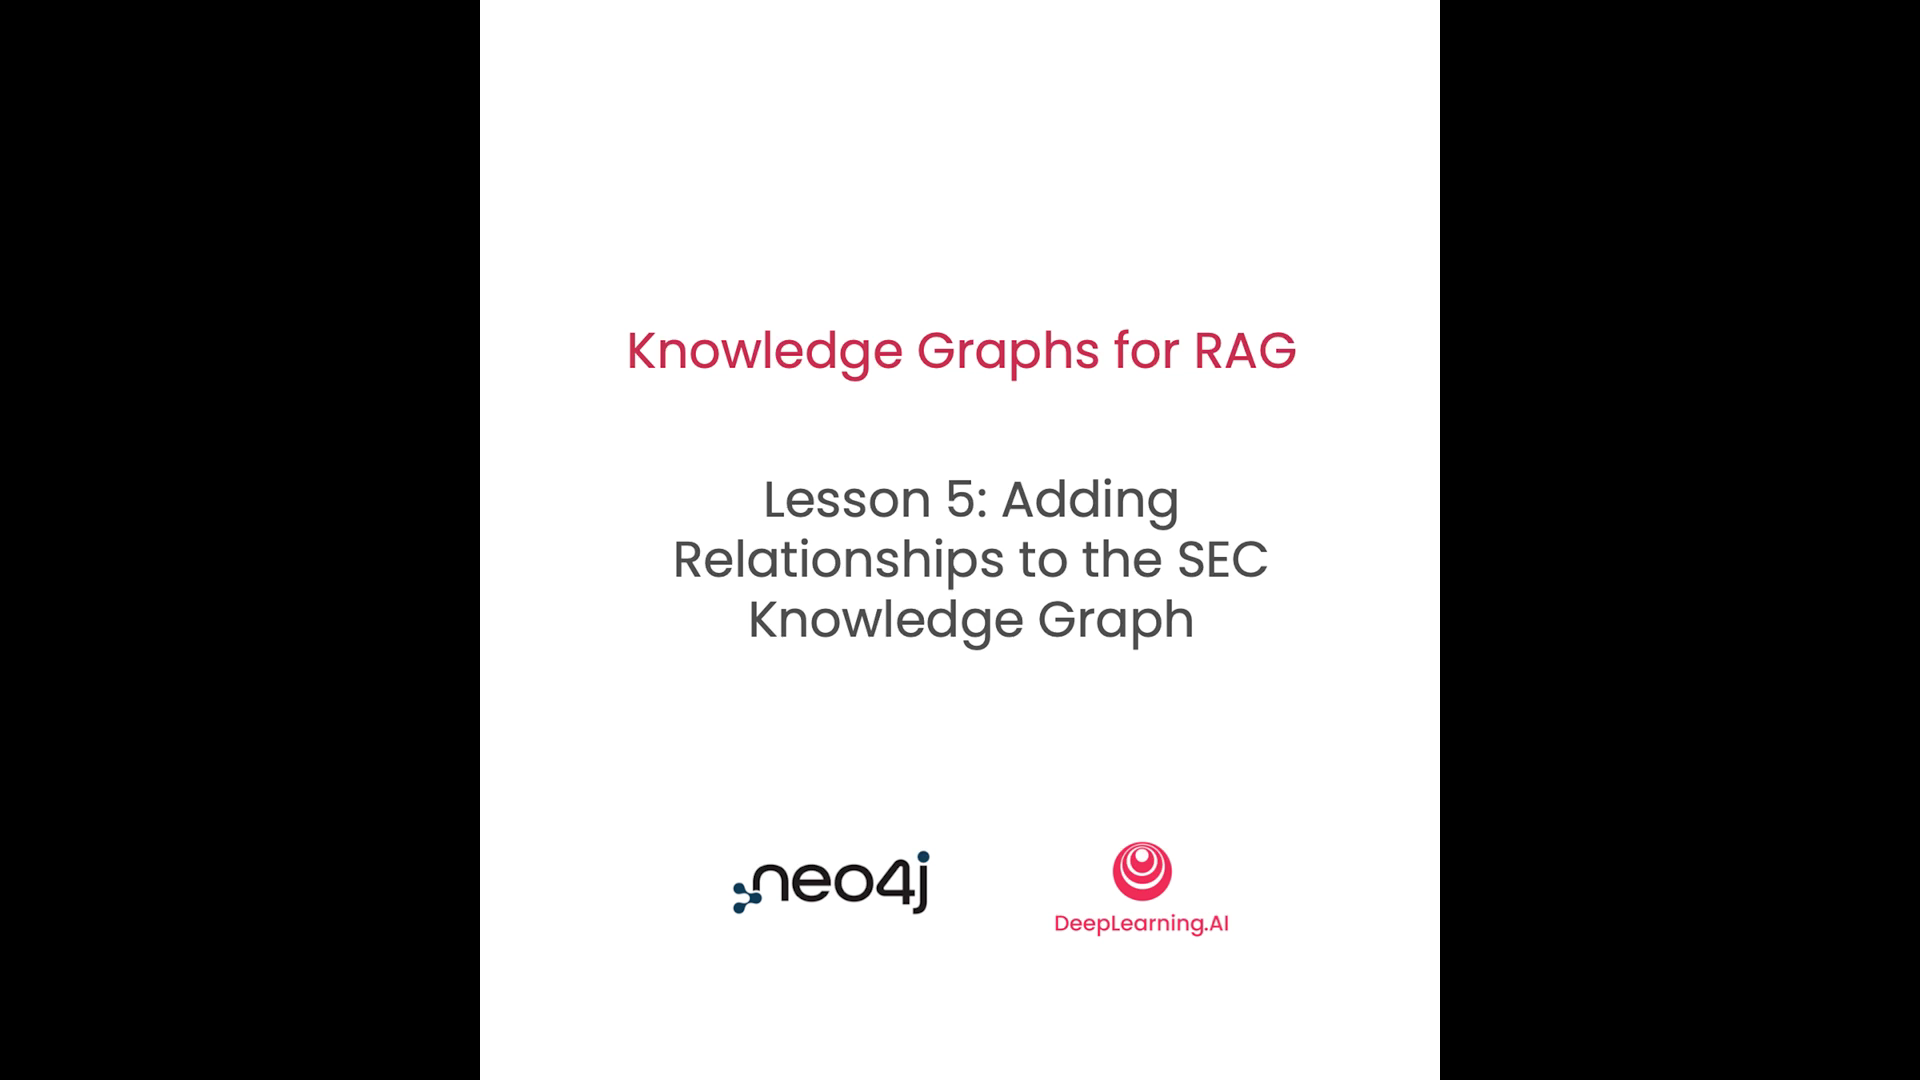 Knowledge Graphs for RAG
Lesson 5: Adding
Relationships to the SEC
Knowledge Graph
neo4j
DeepLearning.AI